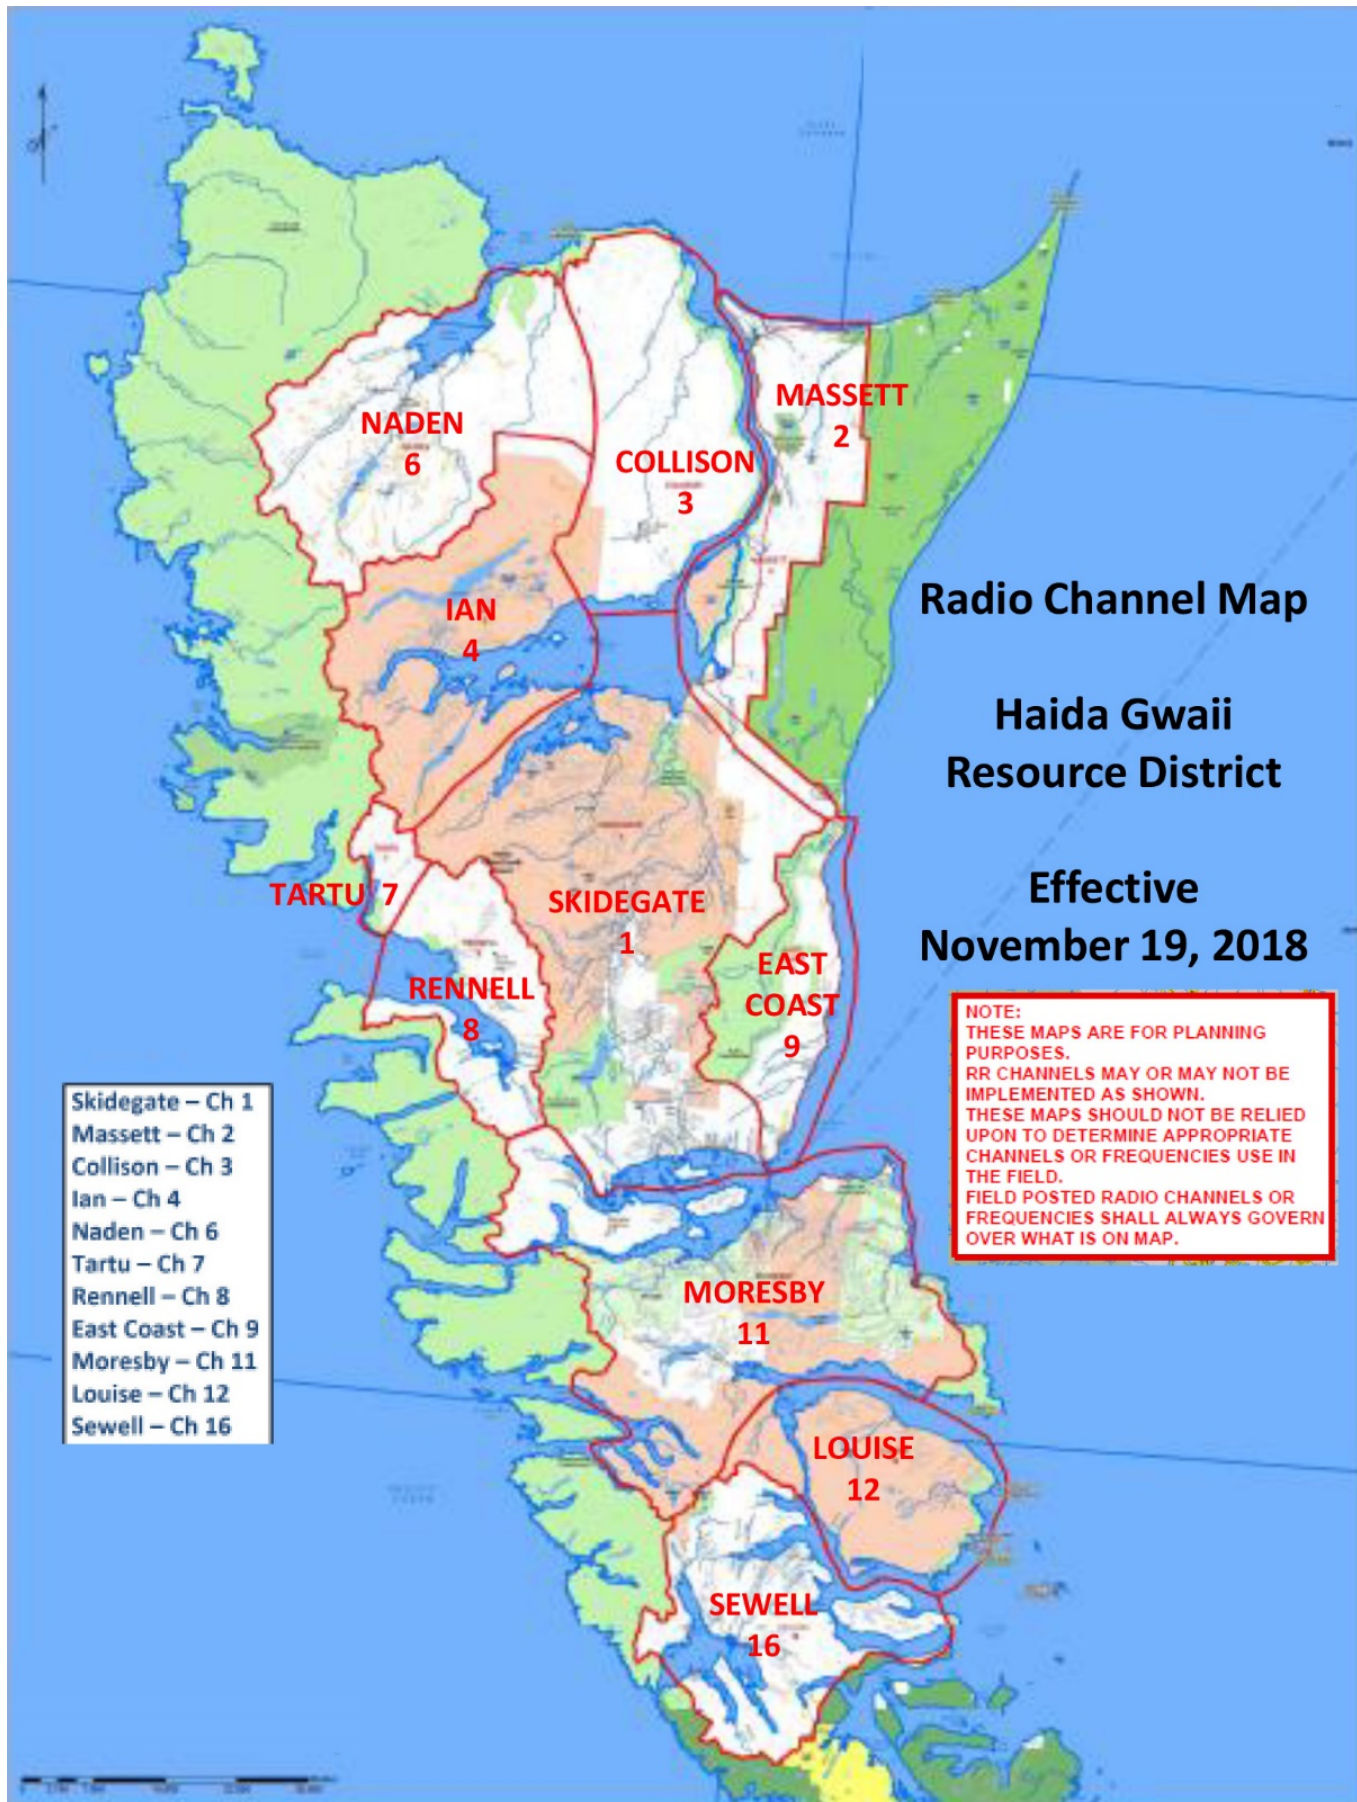 NADEN
6
COLLISON
3
MASSETT
2
IAN
4
TARTU 7
RENNELL
8
SKIDEGATE
1
EAST
COAST
9
MORESBY
11
LOUISE
12
SEWELL
16
Radio Channel Map
Haida Gwaii
Resource District
Effective
November 19, 2018
NOTE:
THESE MAPS ARE FOR PLANNING
PURPOSES.
RR CHANNELS MAY OR MAY NOT BE
IMPLEMENTED AS SHOWN.
THESE MAPS SHOULD NOT BE RELIED
UPON TO DETERMINE APPROPRIATE
CHANNELS OR FREQUENCIES USE IN
THE FIELD.
FIELD POSTED RADIO CHANNELS OR
FREQUENCIES SHALL ALWAYS GOVERN
OVER WHAT IS ON MAP.
Skidegate – Ch 1
Massett – Ch 2
Collison – Ch 3
Ian – Ch 4
Naden – Ch 6
Tartu – Ch 7
Rennell – Ch 8
East Coast – Ch 9
Moresby – Ch 11
Louise – Ch 12
Sewell – Ch 16